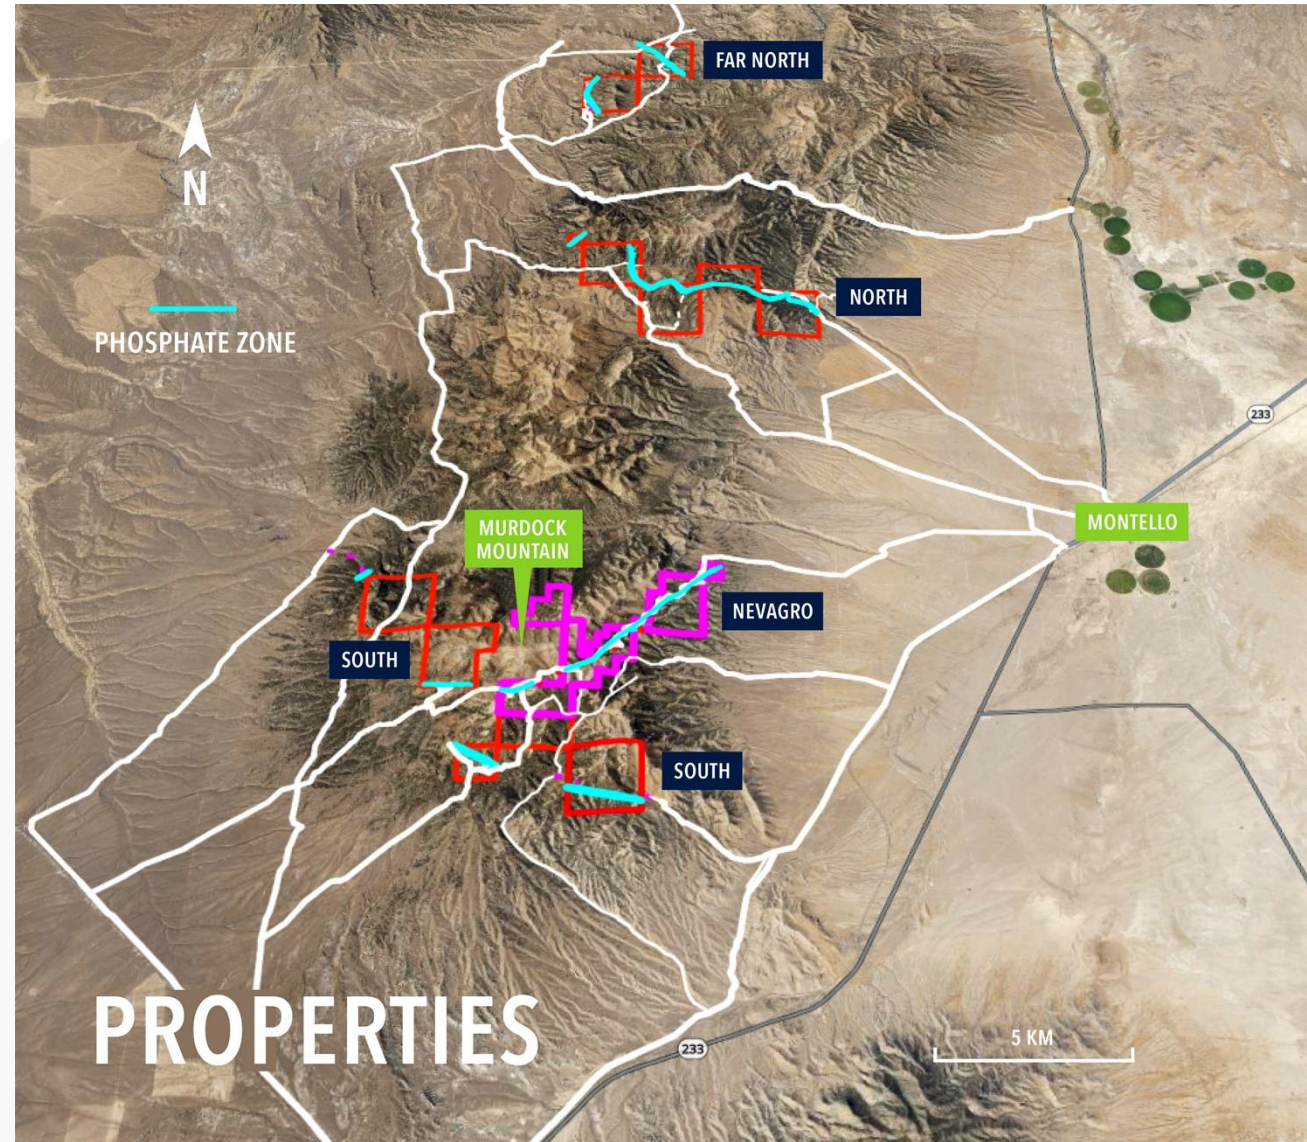 FAR NORTH
N
NORTH
PHOSPHATE ZONE
233
MURDOCK
MOUNTAIN
MONTELLO
NEVAGRO
SOUTH
SOUTH
PROPERTIES
5 KM
233